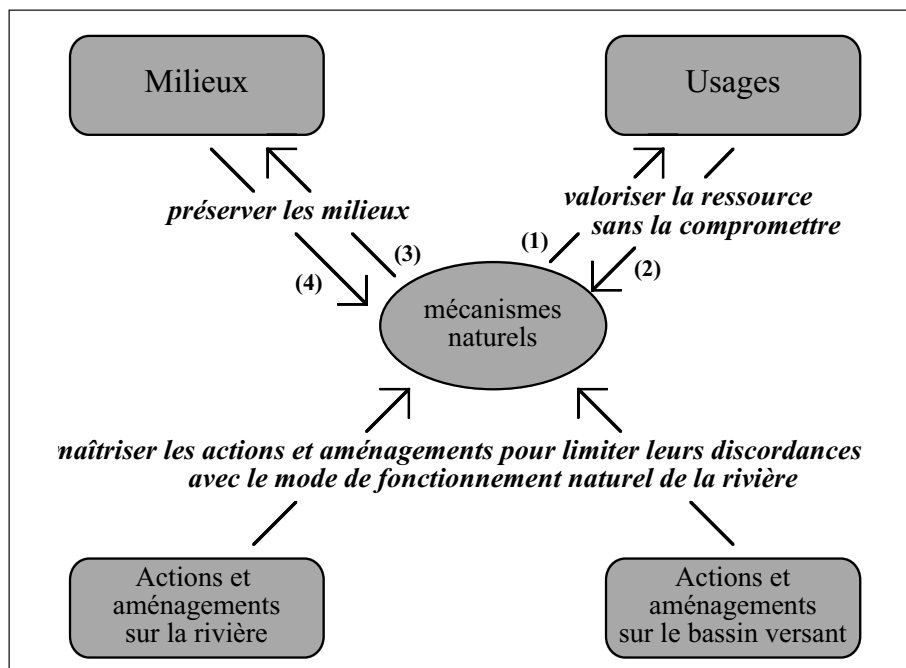 Milieux
Usages
préserver les milieux
valoriser la ressource
sans la compromettre
(3)
(1)
(4)
(2)
mécanismes
naturels
maîtriser les actions et aménagements pour limiter leurs discordances
avec le mode de fonctionnement naturel de la rivière
Actions et
aménagements
sur la rivière
Actions et
aménagements
sur le bassin versant